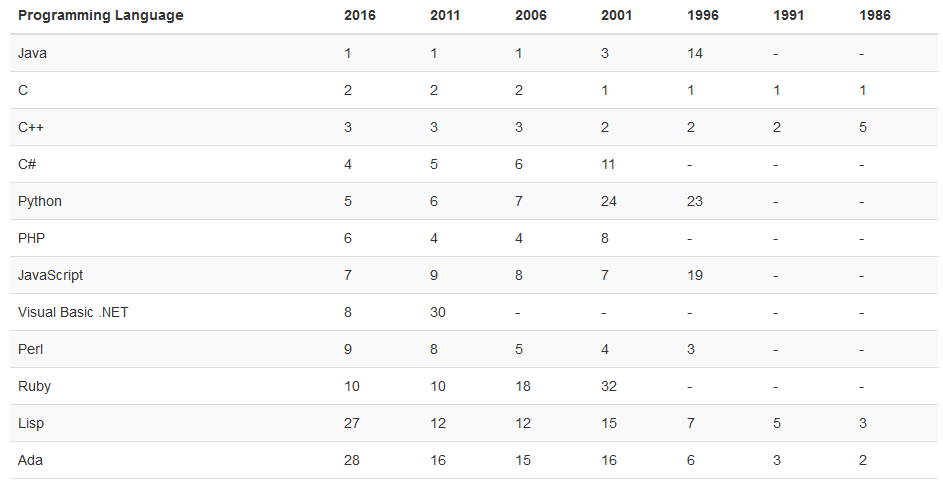 Programming Language 2016 2011 2006 2001 1996 1991 1986
Java 1 1 1 3 14 - -
C 2 2 2 1 1 1 1
C++ 3 3 3 2 2 2 5
C# 4 5 6 11 - - -
Python 5 6 7 24 23 - -
PHP 6 4 4 8 - - -
JavaScript 7 9 8 7 19 - -
Visual Basic .NET 8 30 - - - - -
Perl 9 8 5 4 3 - -
Ruby 10 10 18 32 - - -
Lisp 27 12 12 15 7 5 3
Ada 28 16 15 16 6 3 2